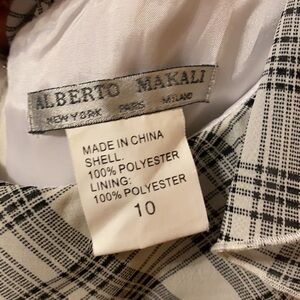 ALBERTO MAKALI
NEW YORK PARIS MILANO
MADE IN CHINA
SHELL:
100% POLYESTER
LINING:
100% POLYESTER
10